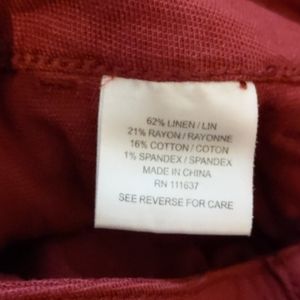 62% LINEN / LIN
21% RAYON / RAYONNE
16% COTTON / COTON
1% SPANDEX / SPANDEX
MADE IN CHINA
RN 111637
SEE REVERSE FOR CARE